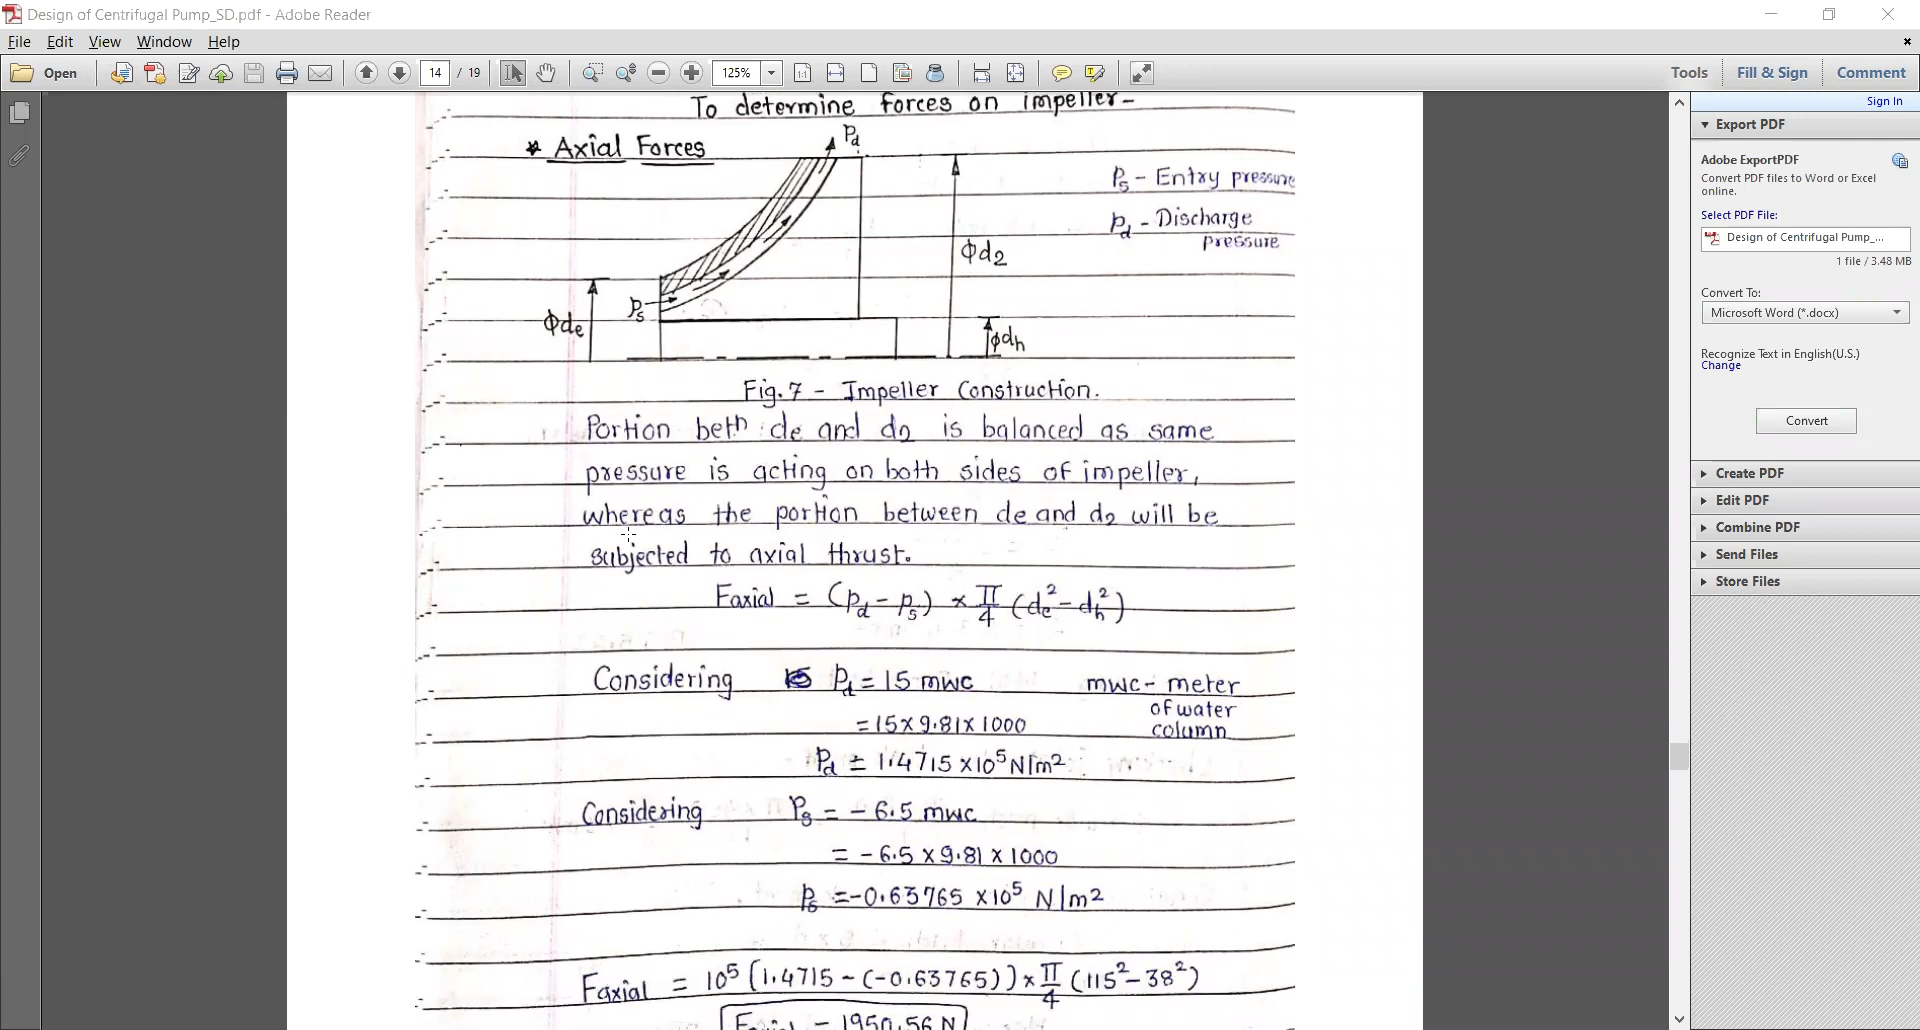 Design of Centrifugal Pump_SD.pdf - Adobe Reader
File Edit View Window Help
Open 14 / 19 125% Tools Fill & Sign Comment
Sign In
Export PDF
Adobe ExportPDF
Convert PDF files to Word or Excel
online.
Select PDF File:
Design of Centrifugal Pump_...
1 file / 3.48 MB
Convert To:
Microsoft Word (*.docx)
Recognize Text in English(U.S.)
Change
Convert
Create PDF
Edit PDF
Combine PDF
Send Files
Store Files
To determine forces on impeller-
* Axial Forces
Pd
Ps - Entry pressure
Pd - Discharge
pressure
ϕd2
Ps
ϕde
ϕdh
Fig.7 - Impeller Construction.
Portion betn de and d2 is balanced as same
pressure is acting on both sides of impeller,
whereas the portion between de and d2 will be
subjected to axial thrust.
Faxial = (pd - ps) × π/4 (de² - dh²)
Considering Pd = 15 mwc mwc - meter
of water
column
= 15 × 9.81 × 1000
Pd = 1.4715 × 10⁵ N/m²
Considering Ps = - 6.5 mwc
= - 6.5 × 9.81 × 1000
Ps = -0.63765 × 10⁵ N/m²
Faxial = 10⁵ (1.4715 - (-0.63765)) × π/4 (115² - 38²)
Faxial = 1950.56 N